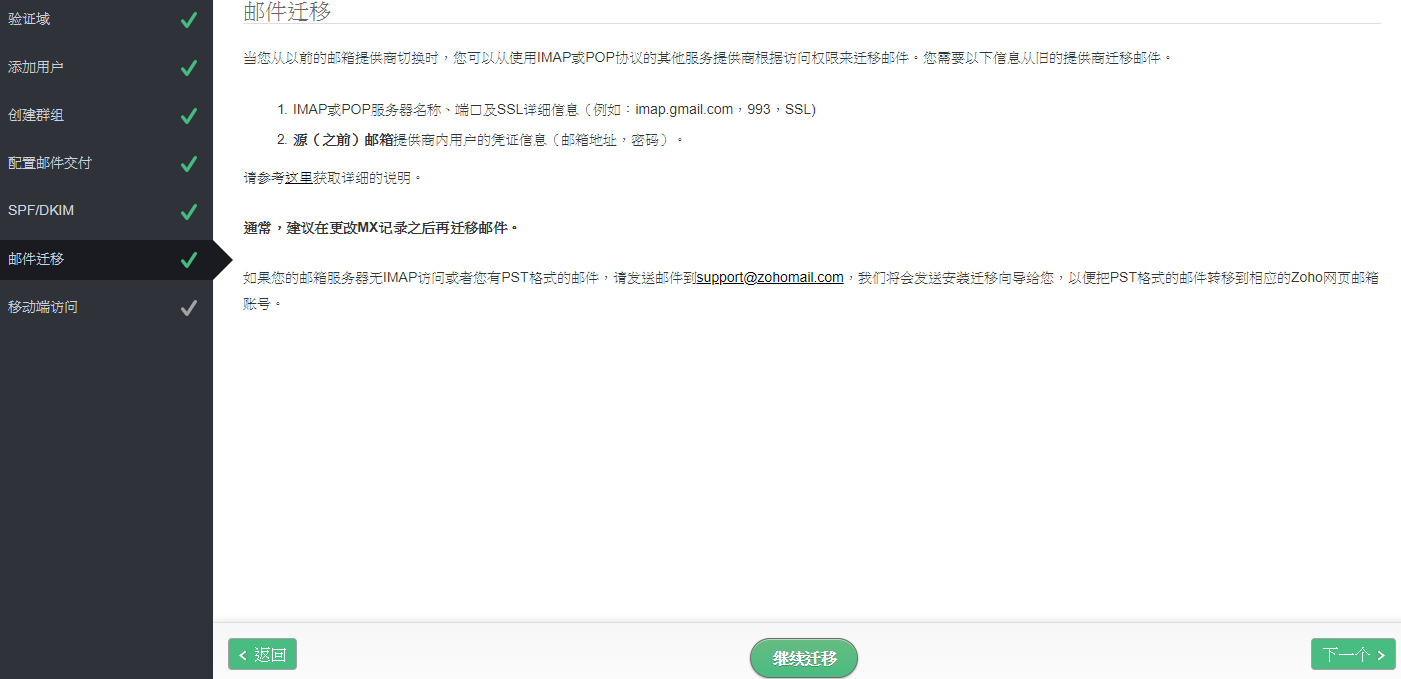 验证域
添加用户
创建群组
配置邮件交付
SPF/DKIM
邮件迁移
移动端访问
邮件迁移
当您从以前的邮箱提供商切换时，您可以从使用IMAP或POP协议的其他服务提供商根据访问权限来迁移邮件。您需要以下信息从旧的提供商迁移邮件。
1. IMAP或POP服务器名称、端口及SSL详细信息（例如：imap.gmail.com，993，SSL)
2. 源（之前）邮箱提供商内用户的凭证信息（邮箱地址，密码）。
请参考这里获取详细的说明。
通常，建议在更改MX记录之后再迁移邮件。
如果您的邮箱服务器无IMAP访问或者您有PST格式的邮件，请发送邮件到support@zohomail.com，我们将会发送安装迁移向导给您，以便把PST格式的邮件转移到相应的Zoho网页邮箱
账号。
< 返回
继续迁移
下一个 >